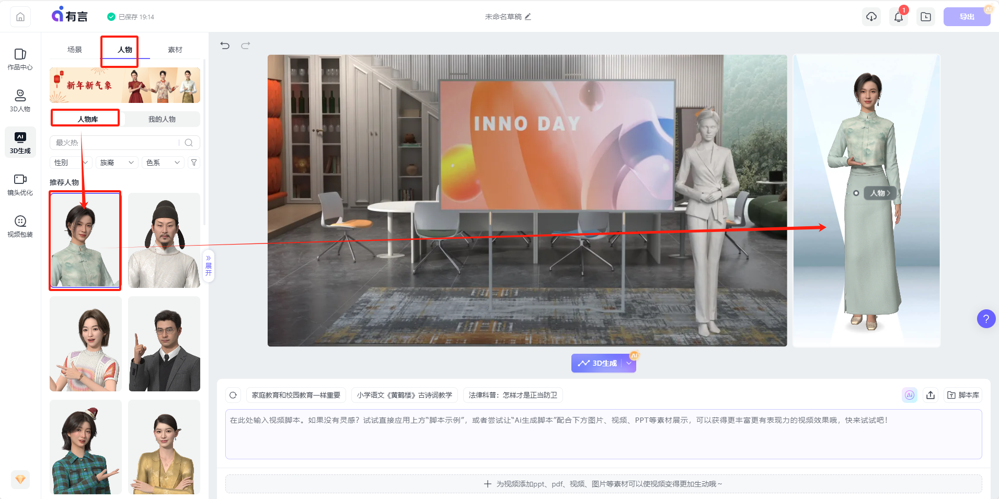 有言
已保存 19:14
未命名草稿
1
Ai
导出
作品中心
3D人物
AI
3D生成
镜头优化
视频包装
场景
人物
素材
新年新气象
人物库
我的人物
最火热
性别
族裔
色系
推荐人物
展开
INNO DAY
人物
?
3D生成
Ai
家庭教育和校园教育一样重要
小学语文《黄鹤楼》古诗词教学
法律科普：怎样才是正当防卫
Ai
脚本库
在此处输入视频脚本。如果没有灵感？试试直接应用上方“脚本示例”，或者尝试让“Ai生成脚本”配合下方图片、视频、PPT等素材展示，可以获得更丰富更有表现力的视频效果哦，快来试试吧！
为视频添加ppt、pdf、视频、图片等素材可以使视频变得更加生动哦~